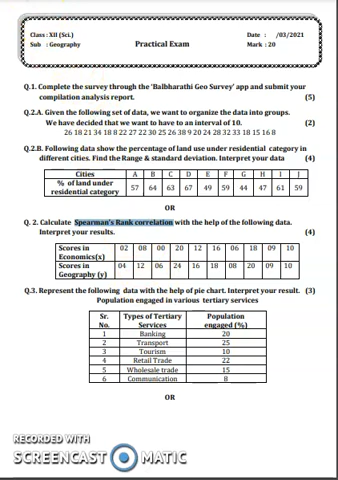 Class : XII (Sci.) Date : /03/2021
Sub : Geography Practical Exam Mark : 20
Q.1. Complete the survey through the 'Balbharathi Geo Survey' app and submit your
compilation analysis report. (5)
Q.2.A. Given the following set of data, we want to organize the data into groups.
We have decided that we want to have to an interval of 10. (2)
26 18 21 34 18 8 22 27 22 30 25 26 38 9 20 24 28 32 33 18 15 16 8
Q.2.B. Following data show the percentage of land use under residential category in
different cities. Find the Range & standard deviation. Interpret your data (4)
Cities A B C D E F G H I J
% of land under residential category 57 64 63 67 49 59 44 47 61 59
OR
Q. 2. Calculate Spearman's Rank correlation with the help of the following data.
Interpret your results. (4)
Scores in Economics(x) 02 08 00 20 12 16 06 18 09 10
Scores in Geography (y) 04 12 06 24 16 18 08 20 09 10
Q.3. Represent the following data with the help of pie chart. Interpret your result. (3)
Population engaged in various tertiary services
Sr. No. Types of Tertiary Services Population engaged (%)
1 Banking 20
2 Transport 25
3 Tourism 10
4 Retail Trade 22
5 Wholesale trade 15
6 Communication 8
OR
RECORDED WITH
SCREENCAST MATIC